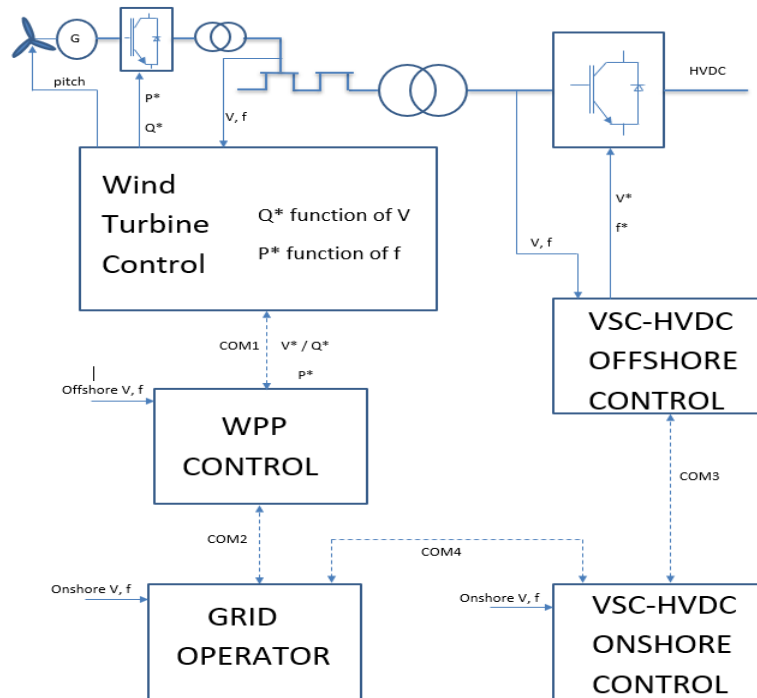 G
HVDC
pitch
P*
Q*
V, f
Wind
Turbine
Control
Q* function of V
P* function of f
V*
f*
V, f
COM1
V* / Q*
P*
VSC-HVDC
OFFSHORE
CONTROL
Offshore V, f
WPP
CONTROL
COM3
COM2
COM4
Onshore V, f
GRID
OPERATOR
Onshore V, f
VSC-HVDC
ONSHORE
CONTROL